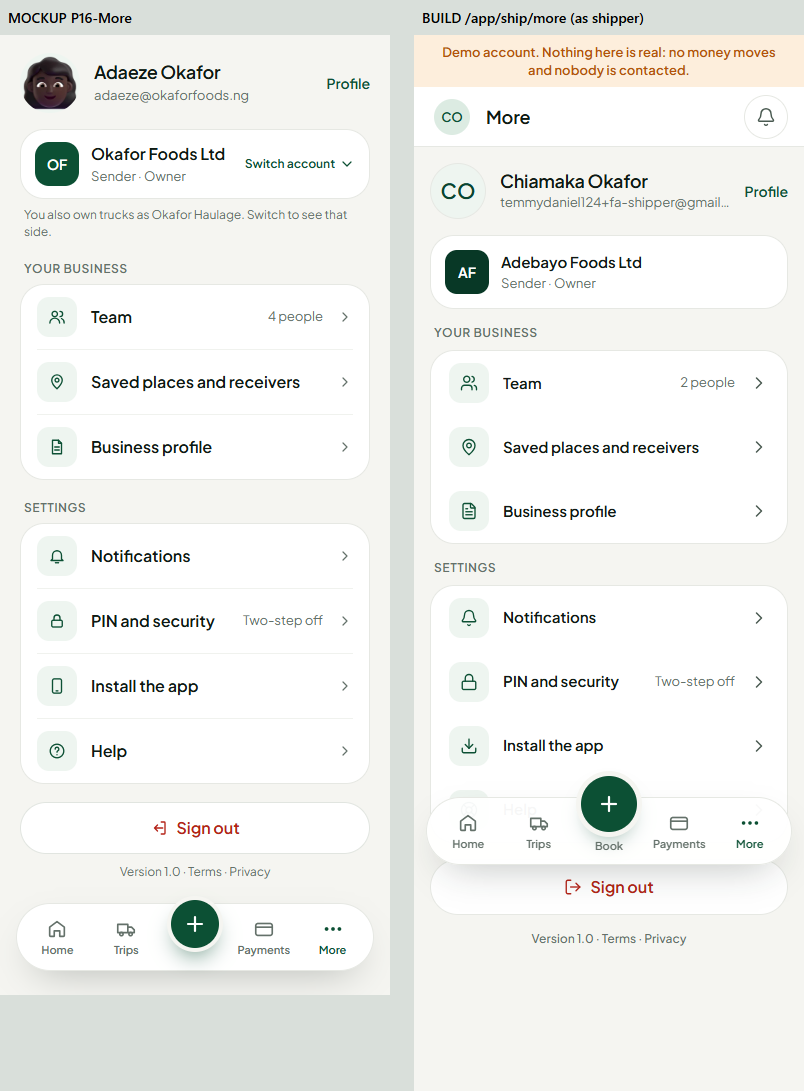 MOCKUP P16-More
Adaeze Okafor
adaeze@okaforfoods.ng
Profile
OF
Okafor Foods Ltd
Sender · Owner
Switch account
You also own trucks as Okafor Haulage. Switch to see that
side.
YOUR BUSINESS
Team
4 people
Saved places and receivers
Business profile
SETTINGS
Notifications
PIN and security
Two-step off
Install the app
Help
Sign out
Version 1.0 · Terms · Privacy
Home
Trips
Payments
More
BUILD /app/ship/more (as shipper)
Demo account. Nothing here is real: no money moves
and nobody is contacted.
CO
More
CO
Chiamaka Okafor
temmydaniel124+fa-shipper@gmail...
Profile
AF
Adebayo Foods Ltd
Sender · Owner
YOUR BUSINESS
Team
2 people
Saved places and receivers
Business profile
SETTINGS
Notifications
PIN and security
Two-step off
Install the app
Help
Home
Trips
Book
Payments
More
Sign out
Version 1.0 · Terms · Privacy